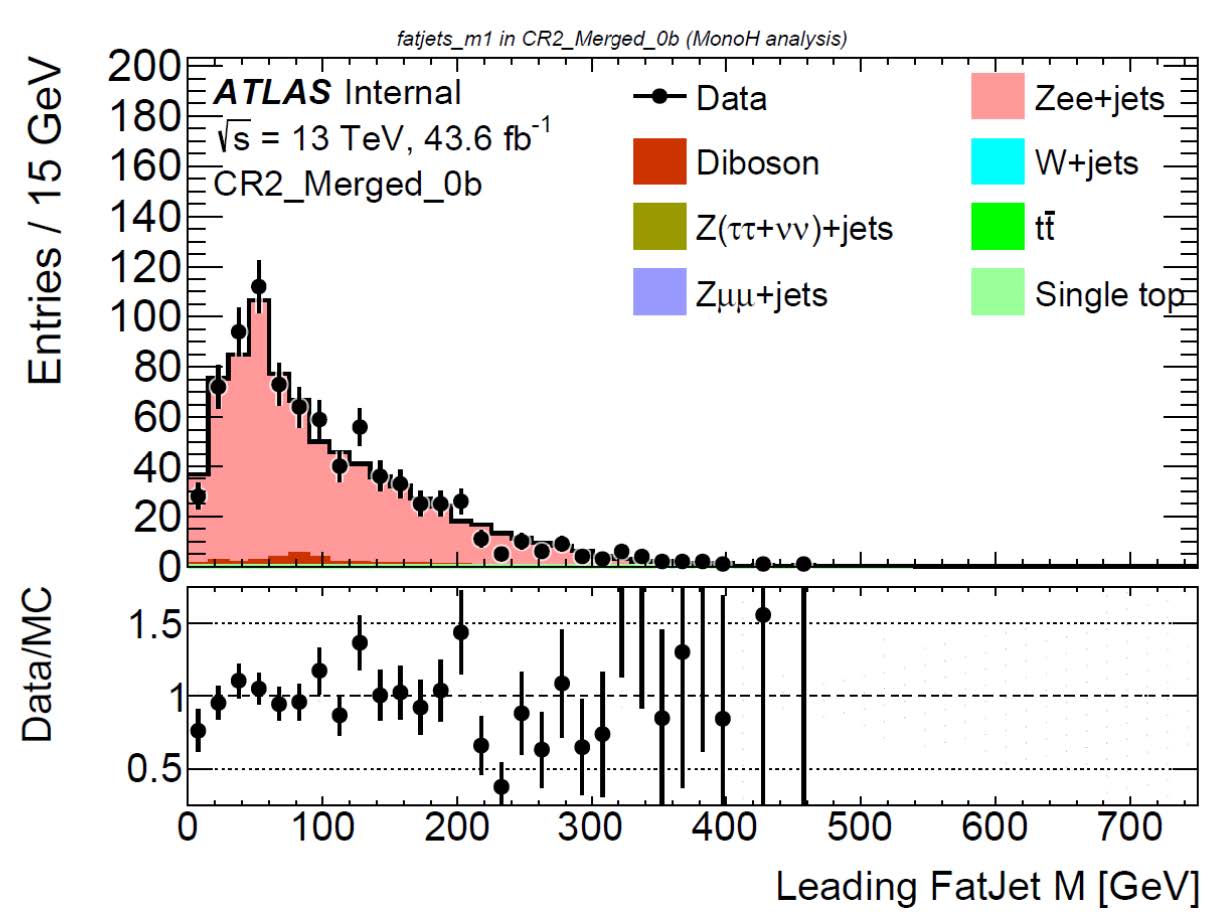 fatjets_m1 in CR2_Merged_0b (MonoH analysis)
Entries / 15 GeV
200
180
160
140
120
100
80
60
40
20
0
ATLAS Internal
√s = 13 TeV, 43.6 fb⁻¹
CR2_Merged_0b
Data
Diboson
Z(ττ+νν)+jets
Zμμ+jets
Zee+jets
W+jets
tt̄
Single top
Data/MC
1.5
1
0.5
0 100 200 300 400 500 600 700
Leading FatJet M [GeV]